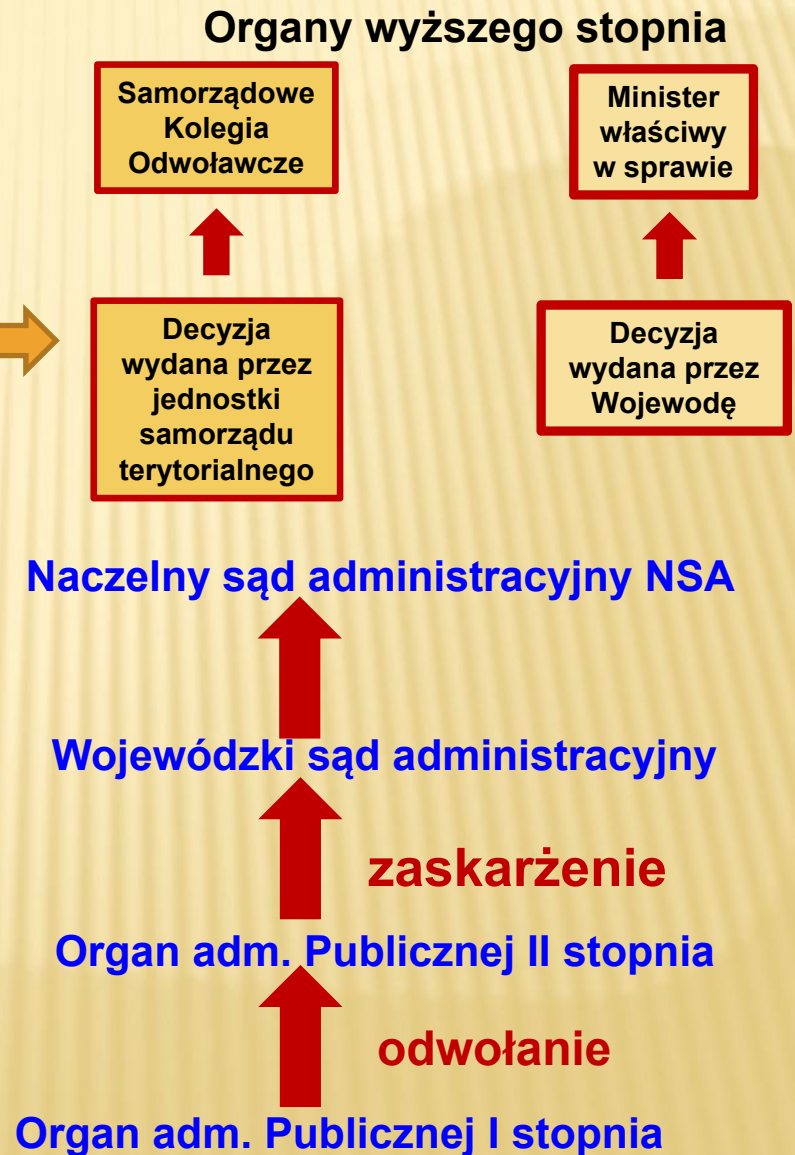 Organy wyższego stopnia
Samorządowe
Kolegia
Odwoławcze
Minister
właściwy
w sprawie
Decyzja
wydana przez
jednostki
samorządu
terytorialnego
Decyzja
wydana przez
Wojewodę
Naczelny sąd administracyjny NSA
Wojewódzki sąd administracyjny
zaskarżenie
Organ adm. Publicznej II stopnia
odwołanie
Organ adm. Publicznej I stopnia